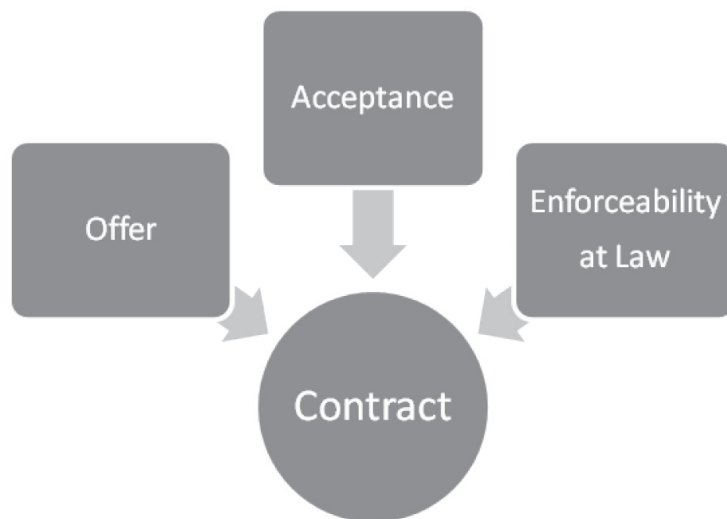 Acceptance
Offer
Enforceability
at Law
Contract